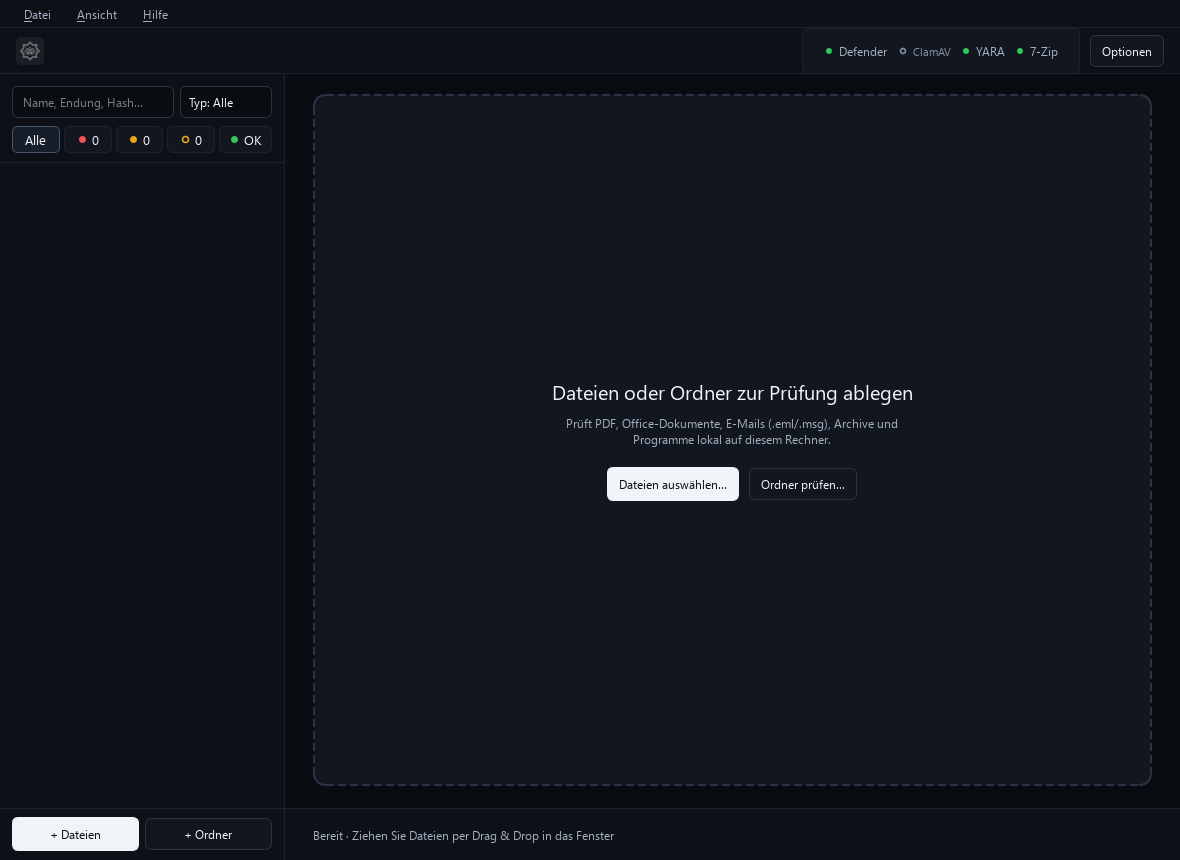 Datei Ansicht Hilfe
Defender ClamAV YARA 7-Zip Optionen
Name, Endung, Hash... Typ: Alle
Alle 0 0 0 OK
Dateien oder Ordner zur Prüfung ablegen
Prüft PDF, Office-Dokumente, E-Mails (.eml/.msg), Archive und
Programme lokal auf diesem Rechner.
Dateien auswählen... Ordner prüfen...
+ Dateien + Ordner
Bereit · Ziehen Sie Dateien per Drag & Drop in das Fenster